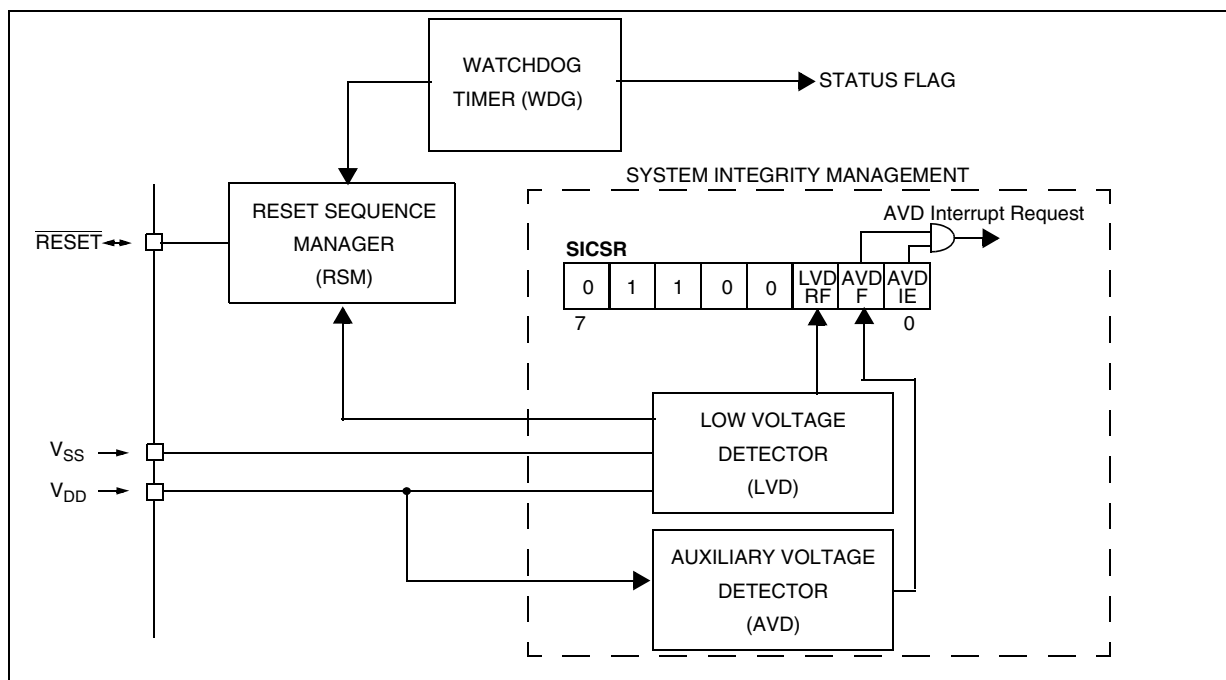 WATCHDOG
TIMER (WDG)
STATUS FLAG
SYSTEM INTEGRITY MANAGEMENT
RESET SEQUENCE
MANAGER
(RSM)
RESET
AVD Interrupt Request
SICSR
0 1 1 0 0 LVD RF AVD F AVD IE
7 0
LOW VOLTAGE
DETECTOR
(LVD)
VSS
VDD
AUXILIARY VOLTAGE
DETECTOR
(AVD)